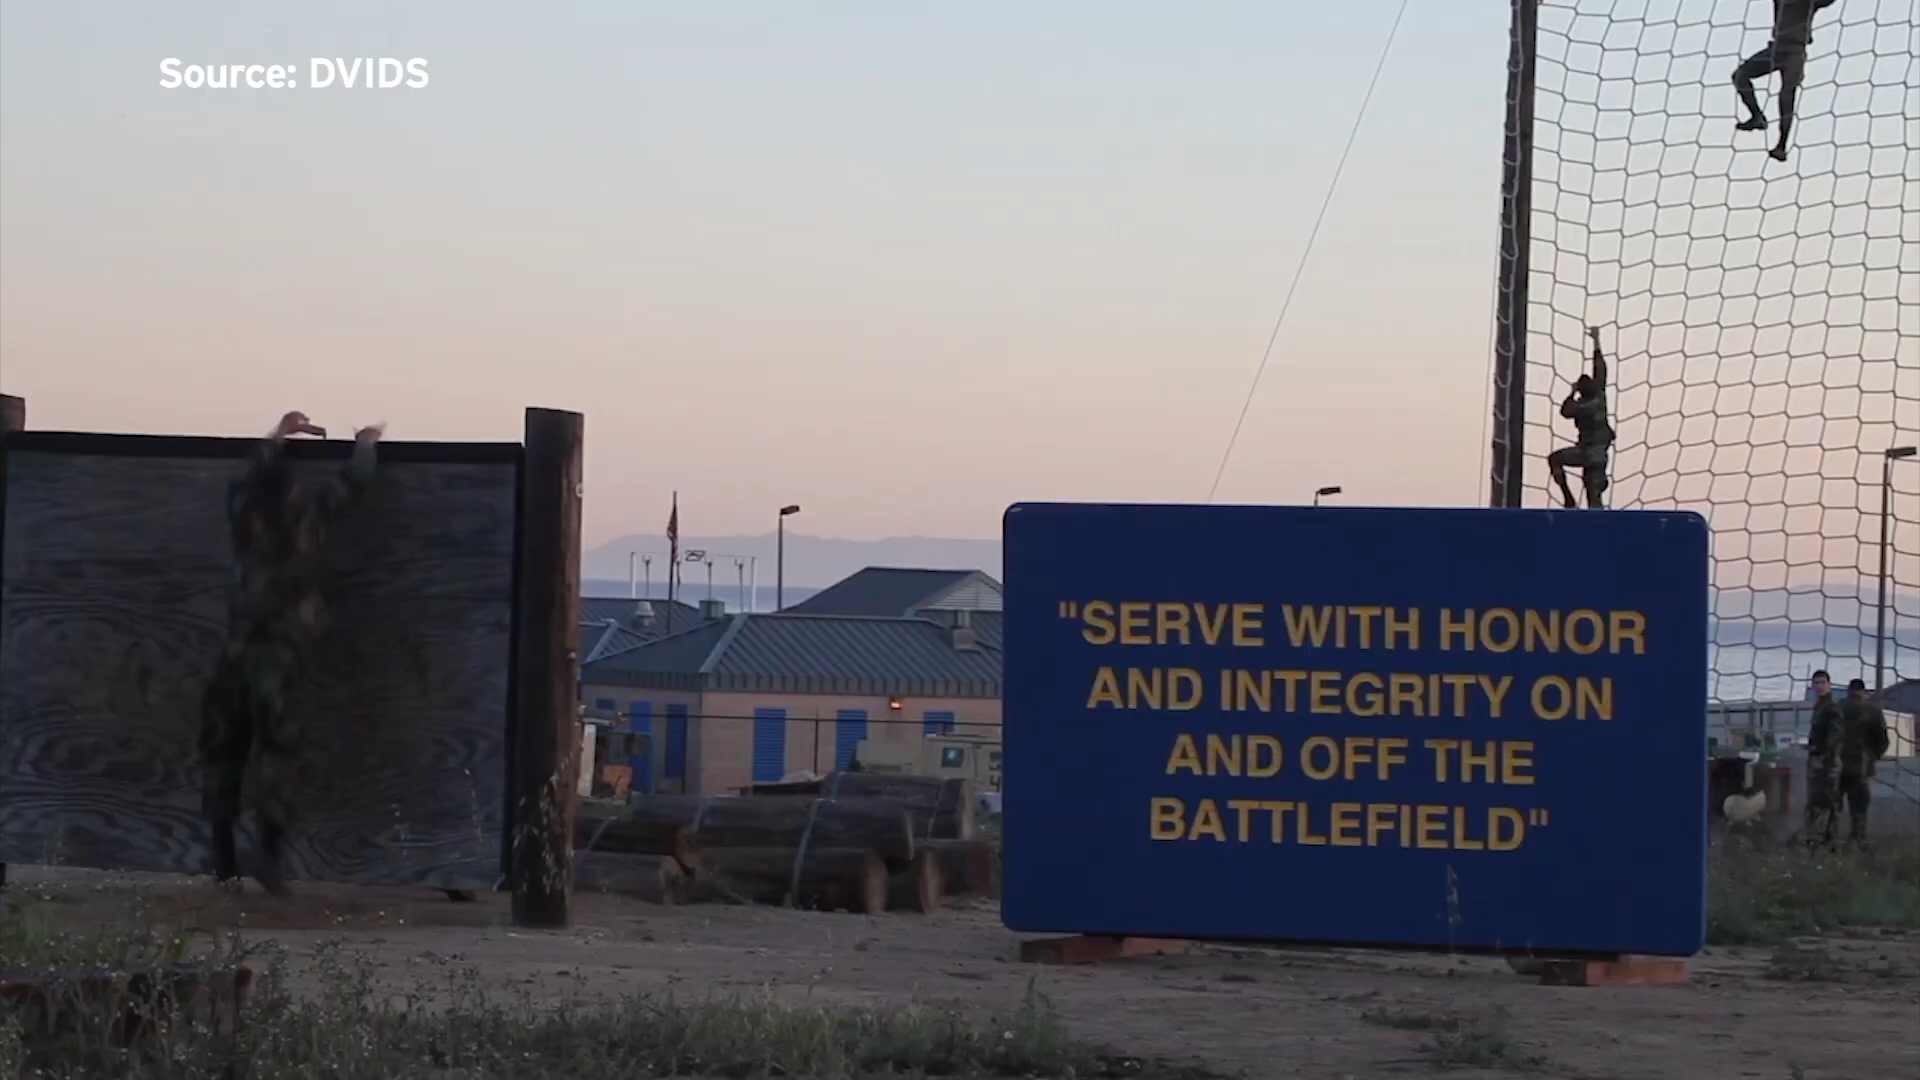 Source: DVIDS
"SERVE WITH HONOR
AND INTEGRITY ON
AND OFF THE
BATTLEFIELD"